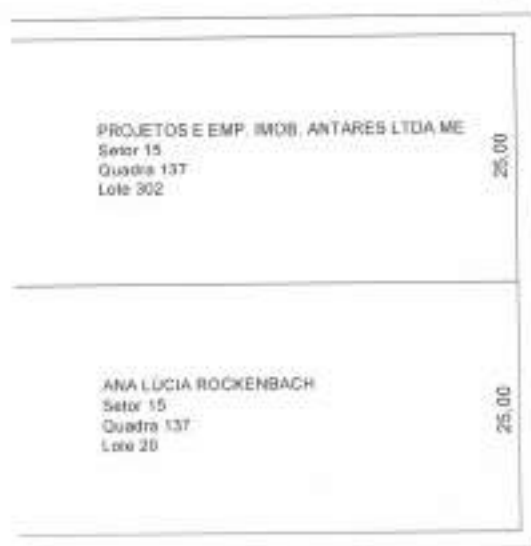 PROJETOS E EMP. IMOB. ANTARES LTDA ME
Setor 15
Quadra 137
Lote 302
25,00
ANA LÚCIA ROCKENBACH
Setor 15
Quadra 137
Lote 20
25,00